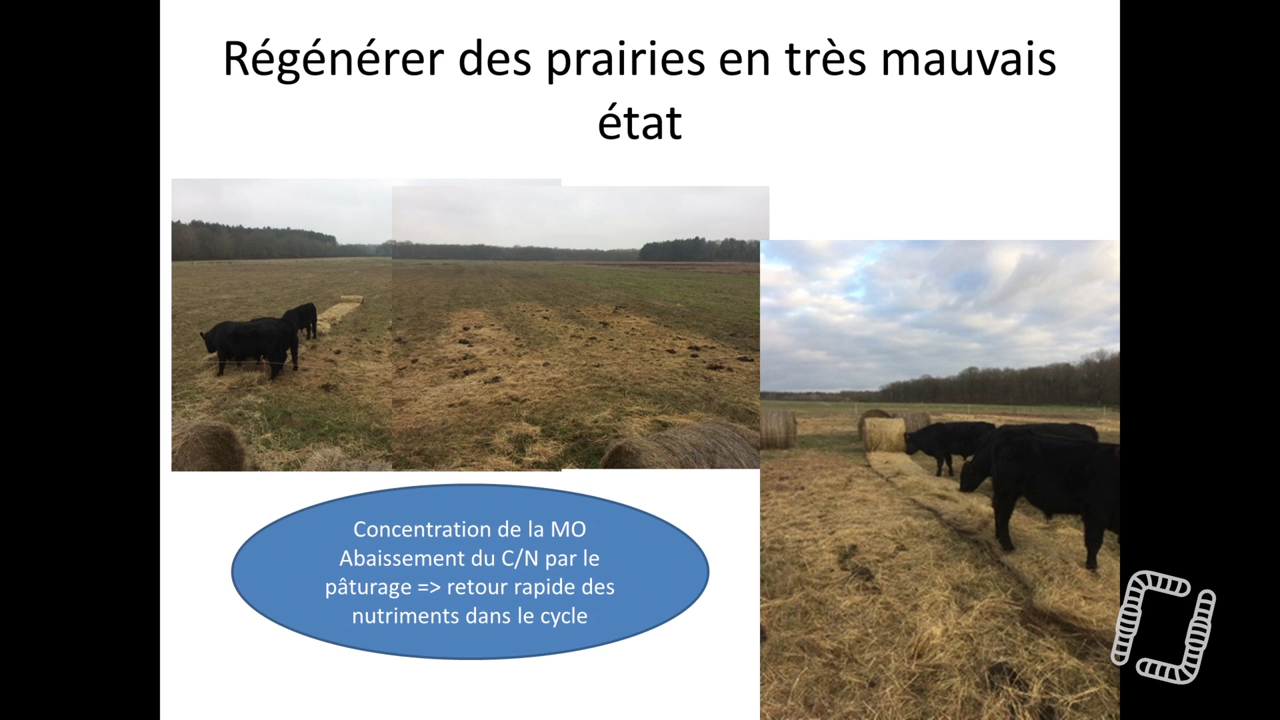 Régénérer des prairies en très mauvais
état
Concentration de la MO
Abaissement du C/N par le
pâturage => retour rapide des
nutriments dans le cycle